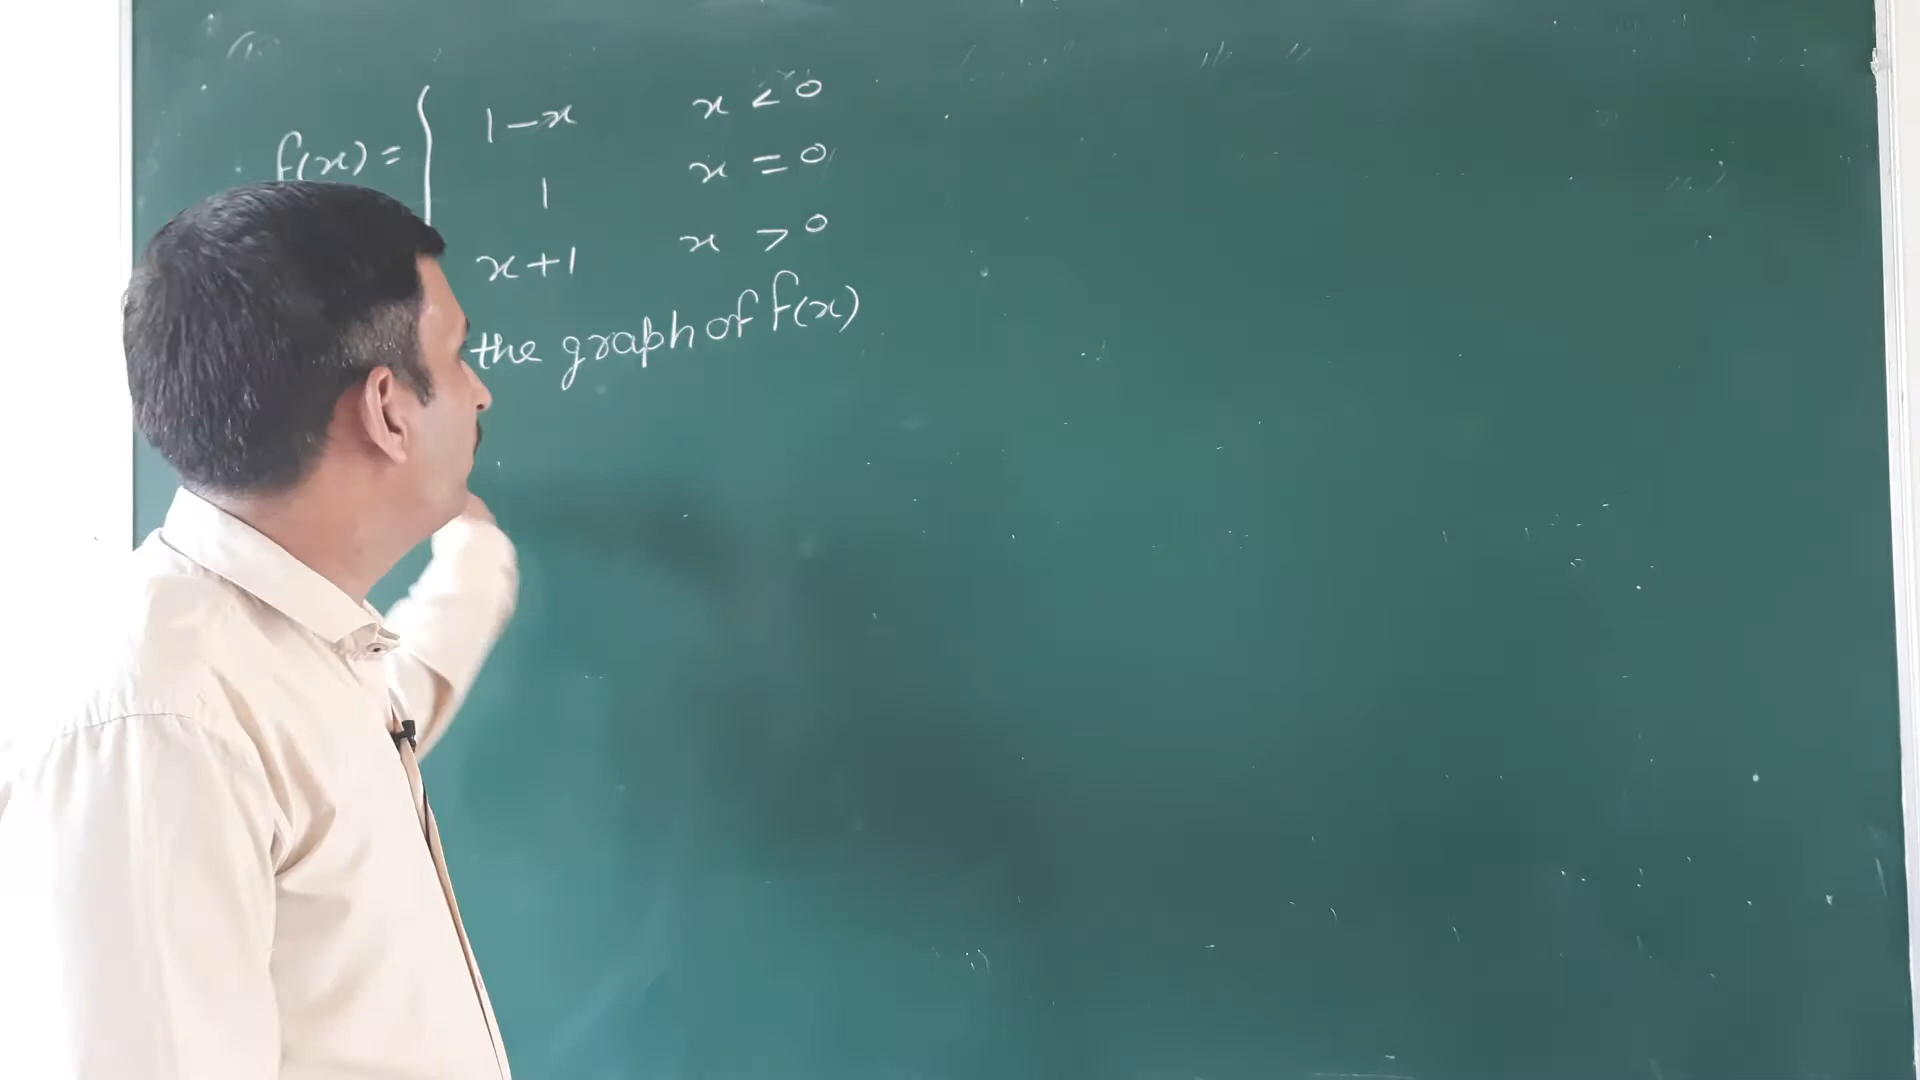 f(x) = { 1-x x < 0
1 x = 0
x+1 x > 0
the graph of f(x)